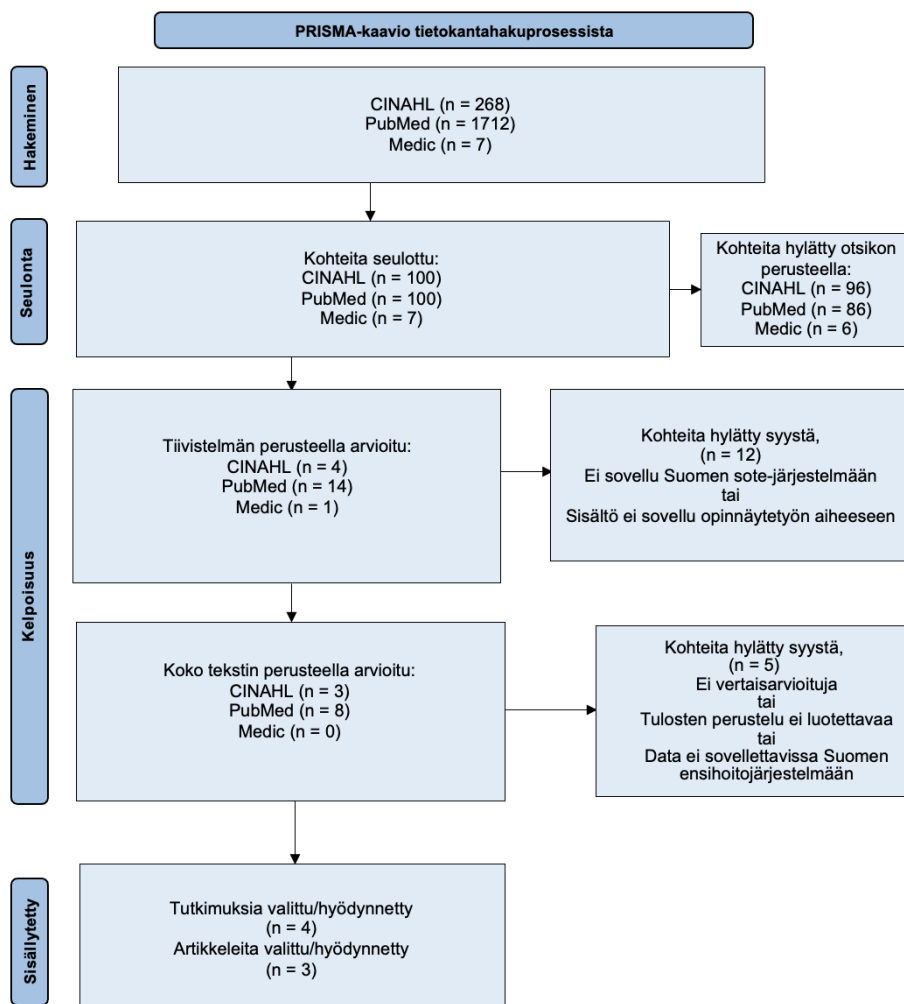 PRISMA-kaavio tietokantahakuprosessista
Hakeminen
CINAHL (n = 268)
PubMed (n = 1712)
Medic (n = 7)
Seulonta
Kohteita seulottu:
CINAHL (n = 100)
PubMed (n = 100)
Medic (n = 7)
Kohteita hylätty otsikon
perusteella:
CINAHL (n = 96)
PubMed (n = 86)
Medic (n = 6)
Kelpoisuus
Tiivistelmän perusteella arvioitu:
CINAHL (n = 4)
PubMed (n = 14)
Medic (n = 1)
Kohteita hylätty syystä,
(n = 12)
Ei sovellu Suomen sote-järjestelmään
tai
Sisältö ei sovellu opinnäytetyön aiheeseen
Koko tekstin perusteella arvioitu:
CINAHL (n = 3)
PubMed (n = 8)
Medic (n = 0)
Kohteita hylätty syystä,
(n = 5)
Ei vertaisarvioituja
tai
Tulosten perustelu ei luotettavaa
tai
Data ei sovellettavissa Suomen
ensihoitojärjestelmään
Sisällytetty
Tutkimuksia valittu/hyödynnetty
(n = 4)
Artikkeleita valittu/hyödynnetty
(n = 3)